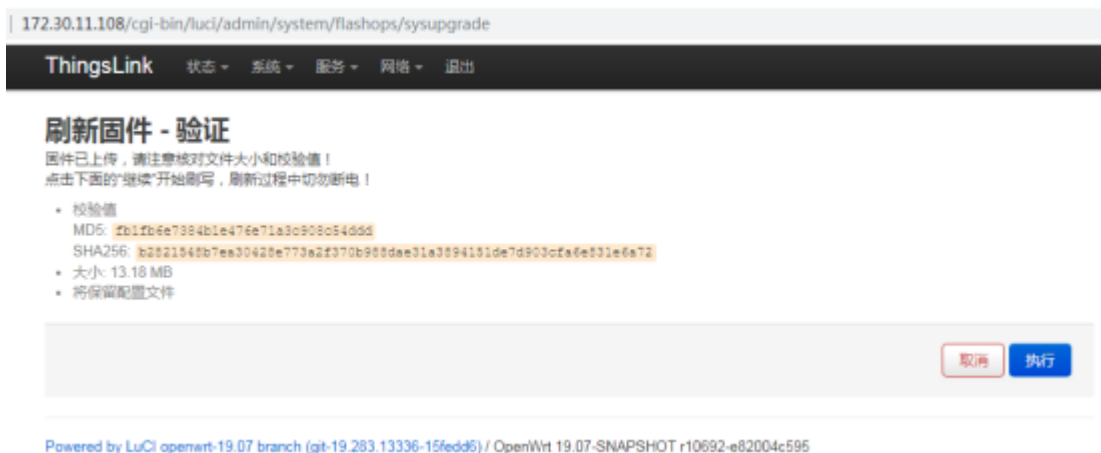 172.30.11.108/cgi-bin/luci/admin/system/flashops/sysupgrade
ThingsLink 状态 系统 服务 网络 退出
刷新固件 - 验证
固件已上传，请注意核对文件大小和校验值！
点击下面的“继续”开始刷写，刷新过程中切勿断电！
校验值
MD5: fb1fb6e7384b1e476e71a3c908c54ddd
SHA256:
大小: 13.18 MB
将保留配置文件
取消 执行
Powered by LuCI openwrt-19.07 branch (git-19.283.13336-15fedd6) / OpenWrt 19.07-SNAPSHOT r10692-e82004c595